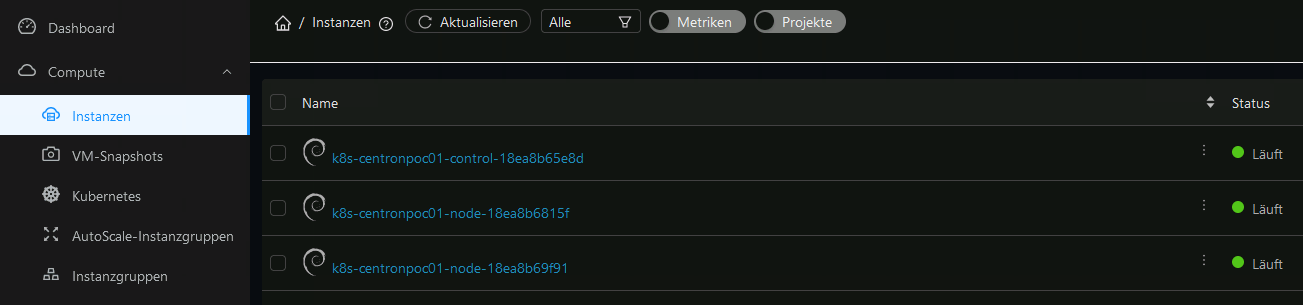 Dashboard
Compute
Instanzen
VM-Snapshots
Kubernetes
AutoScale-Instanzgruppen
Instanzgruppen
/ Instanzen
Aktualisieren
Alle
Metriken
Projekte
Name
Status
k8s-centronpoc01-control-18ea8b65e8d
Läuft
k8s-centronpoc01-node-18ea8b6815f
Läuft
k8s-centronpoc01-node-18ea8b69f91
Läuft